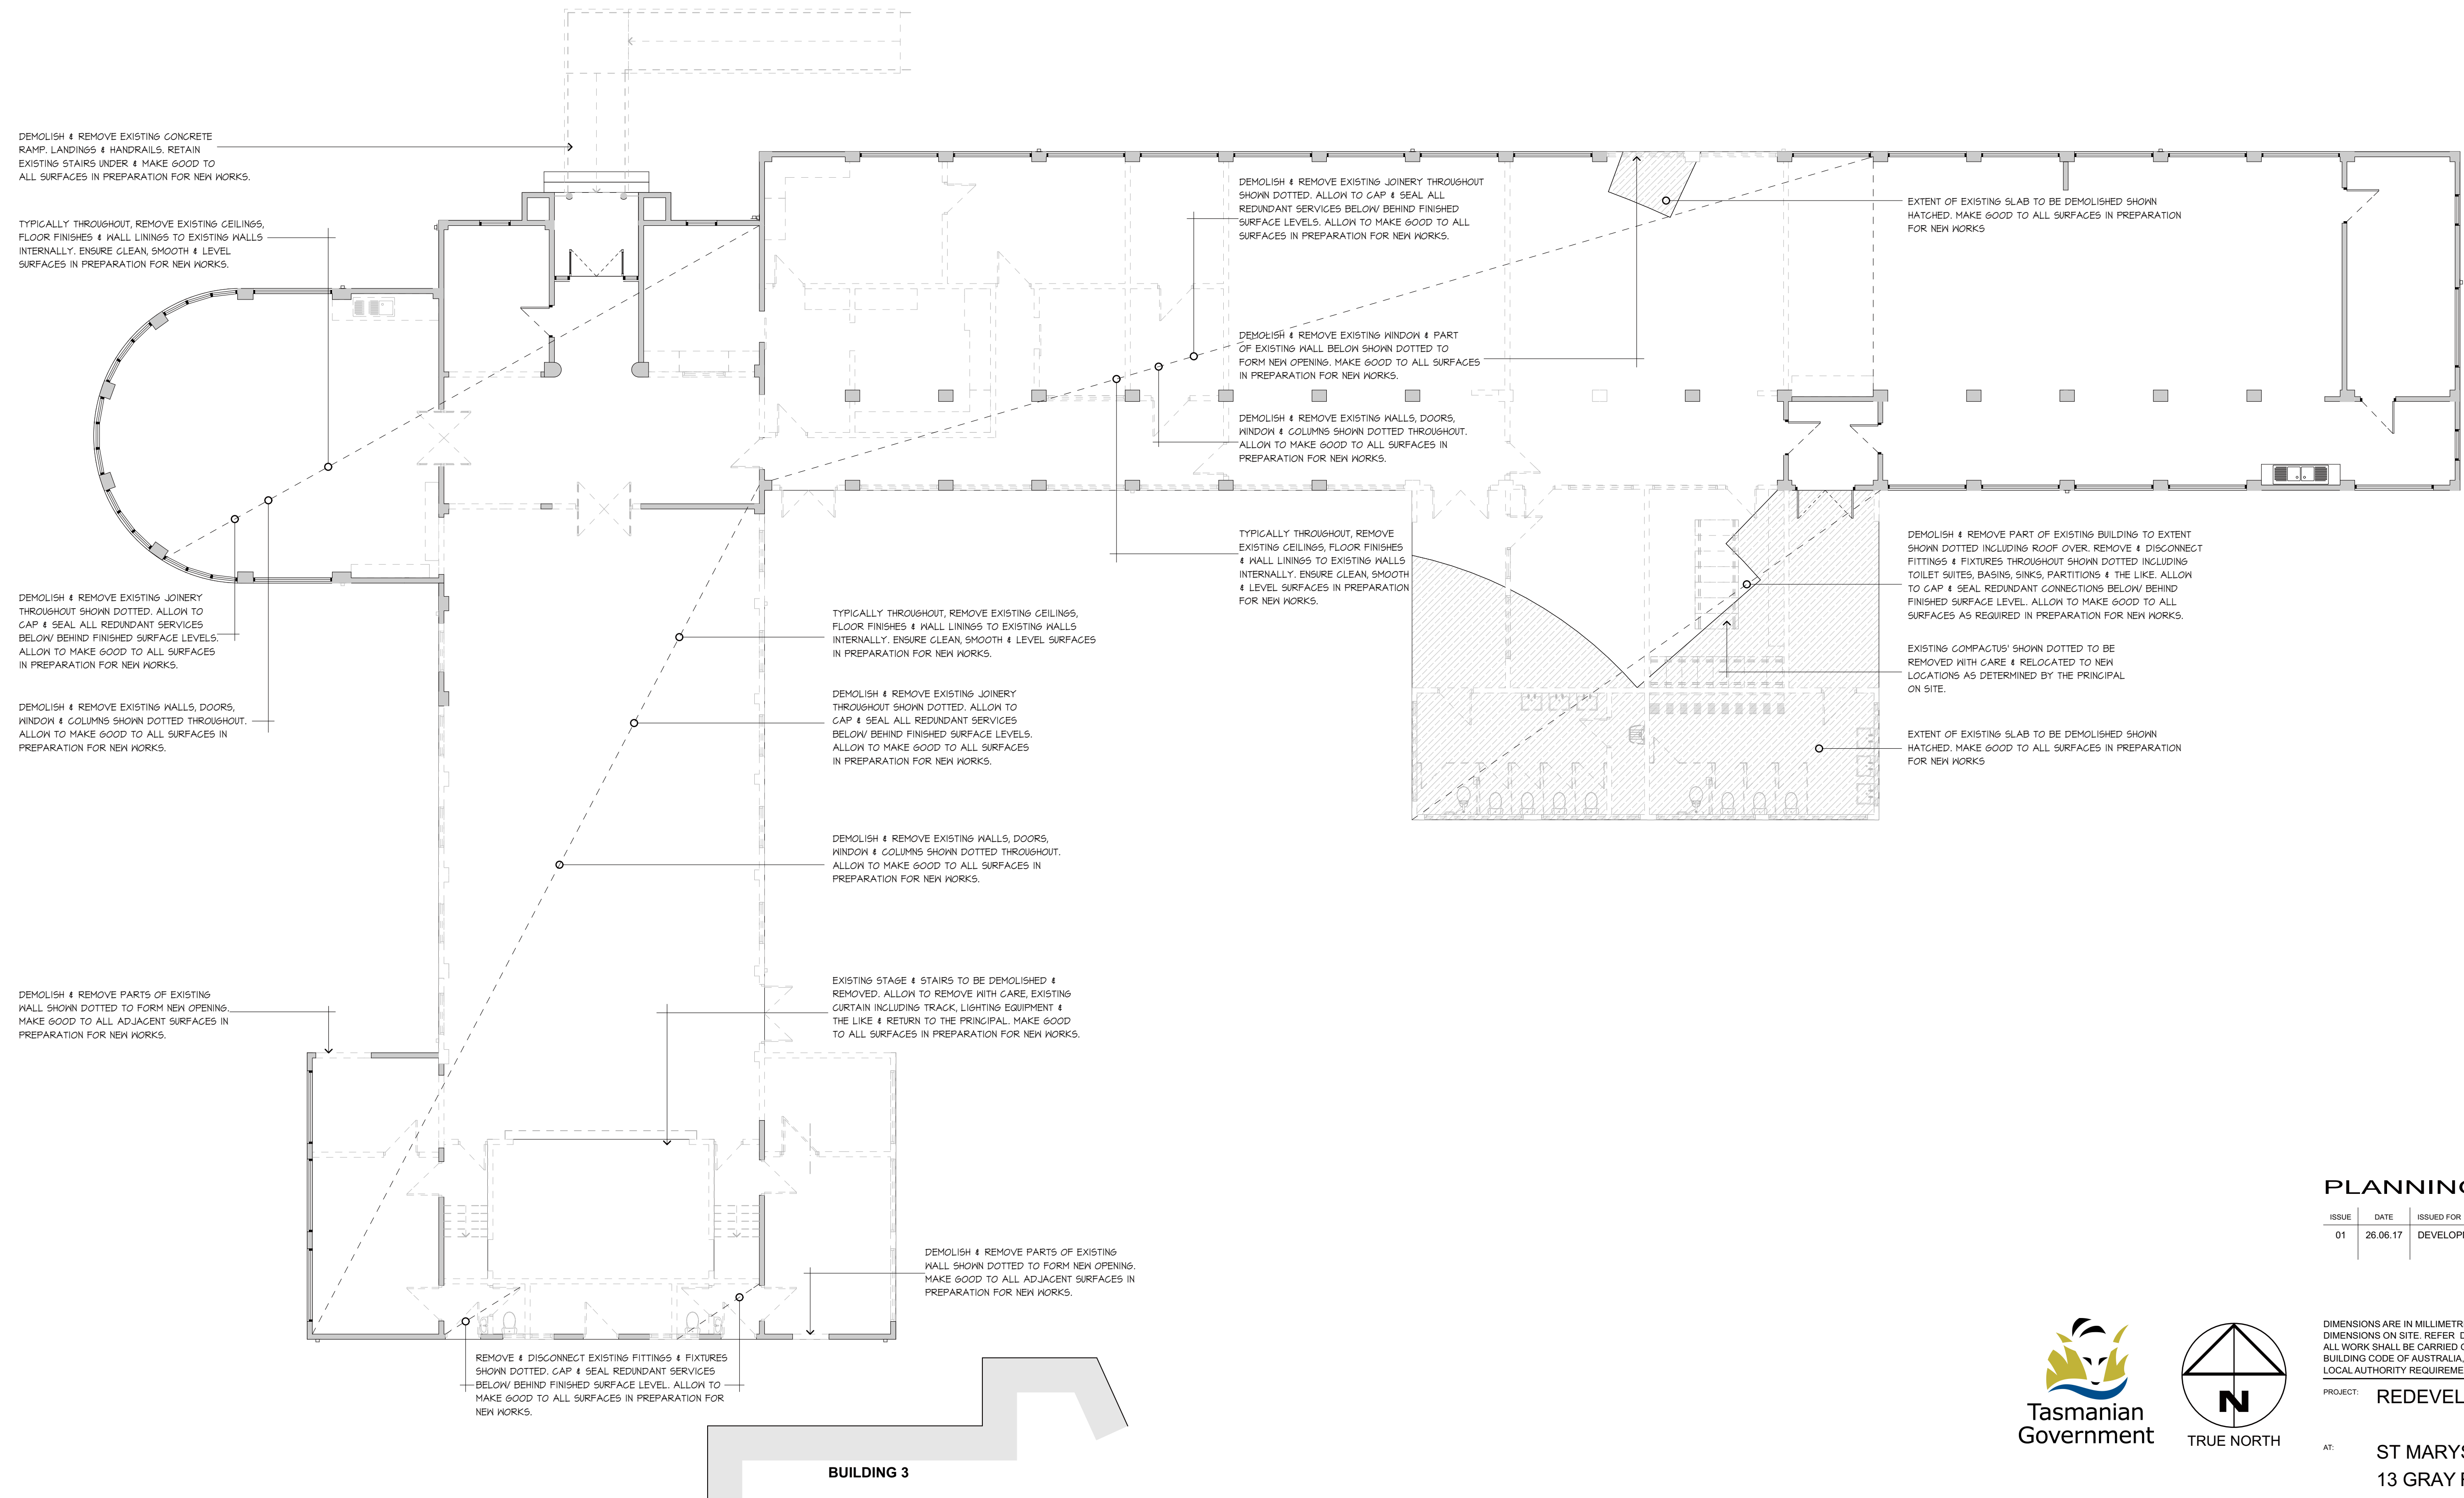 DEMOLISH & REMOVE EXISTING CONCRETE
RAMP. LANDINGS & HANDRAILS. RETAIN
EXISTING STAIRS UNDER & MAKE GOOD TO
ALL SURFACES IN PREPARATION FOR NEW WORKS.
TYPICALLY THROUGHOUT, REMOVE EXISTING CEILINGS,
FLOOR FINISHES & WALL LININGS TO EXISTING WALLS
INTERNALLY. ENSURE CLEAN, SMOOTH & LEVEL
SURFACES IN PREPARATION FOR NEW WORKS.
DEMOLISH & REMOVE EXISTING JOINERY
THROUGHOUT SHOWN DOTTED. ALLOW TO
CAP & SEAL ALL REDUNDANT SERVICES
BELOW/ BEHIND FINISHED SURFACE LEVELS.
ALLOW TO MAKE GOOD TO ALL SURFACES
IN PREPARATION FOR NEW WORKS.
DEMOLISH & REMOVE EXISTING WALLS, DOORS,
WINDOW & COLUMNS SHOWN DOTTED THROUGHOUT.
ALLOW TO MAKE GOOD TO ALL SURFACES IN
PREPARATION FOR NEW WORKS.
DEMOLISH & REMOVE PARTS OF EXISTING
WALL SHOWN DOTTED TO FORM NEW OPENING.
MAKE GOOD TO ALL ADJACENT SURFACES IN
PREPARATION FOR NEW WORKS.
TYPICALLY THROUGHOUT, REMOVE EXISTING CEILINGS,
FLOOR FINISHES & WALL LININGS TO EXISTING WALLS
INTERNALLY. ENSURE CLEAN, SMOOTH & LEVEL SURFACES
IN PREPARATION FOR NEW WORKS.
DEMOLISH & REMOVE EXISTING JOINERY
THROUGHOUT SHOWN DOTTED. ALLOW TO
CAP & SEAL ALL REDUNDANT SERVICES
BELOW/ BEHIND FINISHED SURFACE LEVELS.
ALLOW TO MAKE GOOD TO ALL SURFACES
IN PREPARATION FOR NEW WORKS.
DEMOLISH & REMOVE EXISTING WALLS, DOORS,
WINDOW & COLUMNS SHOWN DOTTED THROUGHOUT.
ALLOW TO MAKE GOOD TO ALL SURFACES IN
PREPARATION FOR NEW WORKS.
EXISTING STAGE & STAIRS TO BE DEMOLISHED &
REMOVED. ALLOW TO REMOVE WITH CARE, EXISTING
CURTAIN INCLUDING TRACK, LIGHTING EQUIPMENT &
THE LIKE & RETURN TO THE PRINCIPAL. MAKE GOOD
TO ALL SURFACES IN PREPARATION FOR NEW WORKS.
DEMOLISH & REMOVE PARTS OF EXISTING
WALL SHOWN DOTTED TO FORM NEW OPENING.
MAKE GOOD TO ALL ADJACENT SURFACES IN
PREPARATION FOR NEW WORKS.
REMOVE & DISCONNECT EXISTING FITTINGS & FIXTURES
SHOWN DOTTED. CAP & SEAL REDUNDANT SERVICES
BELOW/ BEHIND FINISHED SURFACE LEVEL. ALLOW TO
MAKE GOOD TO ALL SURFACES IN PREPARATION FOR
NEW WORKS.
BUILDING 3
DEMOLISH & REMOVE EXISTING JOINERY THROUGHOUT
SHOWN DOTTED. ALLOW TO CAP & SEAL ALL
REDUNDANT SERVICES BELOW/ BEHIND FINISHED
SURFACE LEVELS. ALLOW TO MAKE GOOD TO ALL
SURFACES IN PREPARATION FOR NEW WORKS.
DEMOLISH & REMOVE EXISTING WINDOW & PART
OF EXISTING WALL BELOW SHOWN DOTTED TO
FORM NEW OPENING. MAKE GOOD TO ALL SURFACES
IN PREPARATION FOR NEW WORKS.
DEMOLISH & REMOVE EXISTING WALLS, DOORS,
WINDOW & COLUMNS SHOWN DOTTED THROUGHOUT.
ALLOW TO MAKE GOOD TO ALL SURFACES IN
PREPARATION FOR NEW WORKS.
TYPICALLY THROUGHOUT, REMOVE
EXISTING CEILINGS, FLOOR FINISHES
& WALL LININGS TO EXISTING WALLS
INTERNALLY. ENSURE CLEAN, SMOOTH
& LEVEL SURFACES IN PREPARATION
FOR NEW WORKS.
EXTENT OF EXISTING SLAB TO BE DEMOLISHED SHOWN
HATCHED. MAKE GOOD TO ALL SURFACES IN PREPARATION
FOR NEW WORKS
DEMOLISH & REMOVE PART OF EXISTING BUILDING TO EXTENT
SHOWN DOTTED INCLUDING ROOF OVER. REMOVE & DISCONNECT
FITTINGS & FIXTURES THROUGHOUT SHOWN DOTTED INCLUDING
TOILET SUITES, BASINS, SINKS, PARTITIONS & THE LIKE. ALLOW
TO CAP & SEAL REDUNDANT CONNECTIONS BELOW/ BEHIND
FINISHED SURFACE LEVEL. ALLOW TO MAKE GOOD TO ALL
SURFACES AS REQUIRED IN PREPARATION FOR NEW WORKS.
EXISTING COMPACTUS' SHOWN DOTTED TO BE
REMOVED WITH CARE & RELOCATED TO NEW
LOCATIONS AS DETERMINED BY THE PRINCIPAL
ON SITE.
EXTENT OF EXISTING SLAB TO BE DEMOLISHED SHOWN
HATCHED. MAKE GOOD TO ALL SURFACES IN PREPARATION
FOR NEW WORKS
Tasmanian
Government
N
TRUE NORTH
PLANNING
ISSUE DATE ISSUED FOR
01 26.06.17 DEVELOP
DIMENSIONS ARE IN MILLIMETR
DIMENSIONS ON SITE. REFER D
ALL WORK SHALL BE CARRIED O
BUILDING CODE OF AUSTRALIA,
LOCAL AUTHORITY REQUIREME
PROJECT: REDEVEL
AT: ST MARYS
13 GRAY